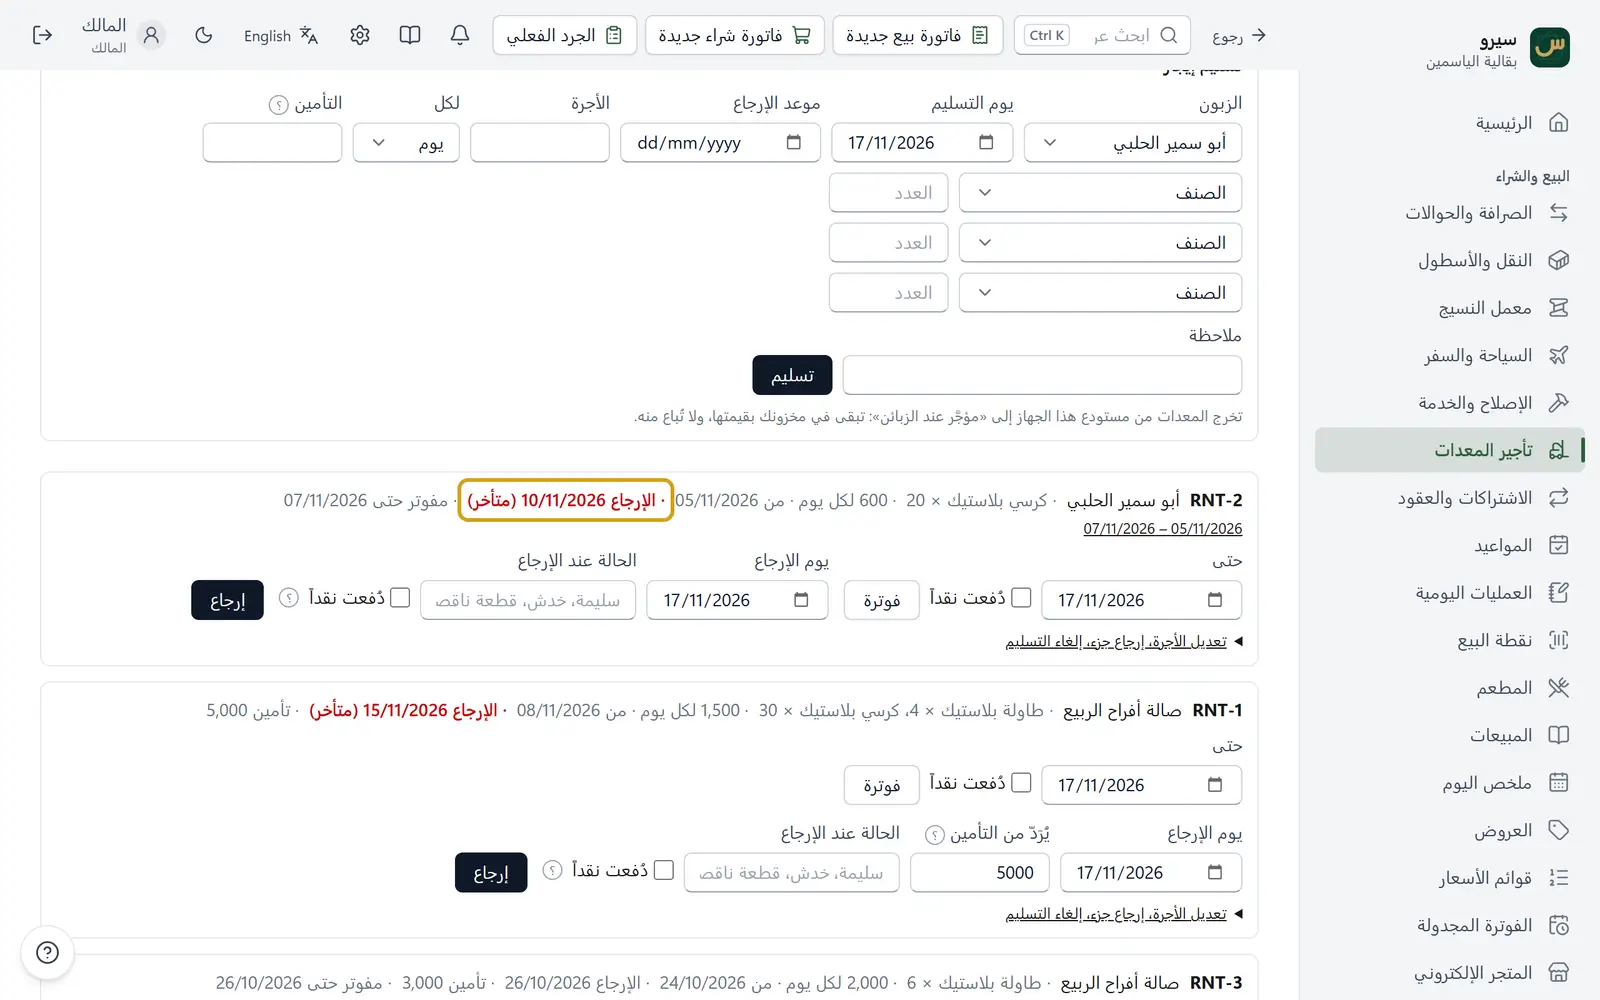 سيرو
بقالية الياسمين
رجوع
ابحث عر
Ctrl K
فاتورة بيع جديدة
فاتورة شراء جديدة
الجرد الفعلي
English
المالك
المالك
الرئيسية
البيع والشراء
الصرافة والحوالات
النقل والأسطول
معمل النسيج
السياحة والسفر
الإصلاح والخدمة
تأجير المعدات
الاشتراكات والعقود
المواعيد
العمليات اليومية
نقطة البيع
المطعم
المبيعات
ملخص اليوم
العروض
قوائم الأسعار
الفوترة المجدولة
المتجر الإلكتروني
تسليم إيجار
الزبون
يوم التسليم
موعد الإرجاع
الأجرة
لكل
التأمين ?
أبو سمير الحلبي
17/11/2026
dd/mm/yyyy
يوم
الصنف
العدد
الصنف
العدد
الصنف
العدد
ملاحظة
تسليم
تخرج المعدات من مستودع هذا الجهاز إلى «مؤجَّر عند الزبائن»: تبقى في مخزونك بقيمتها، ولا تُباع منه.
RNT-2 أبو سمير الحلبي · كرسي بلاستيك × 20 · 600 لكل يوم · من 05/11/2026 · الإرجاع 10/11/2026 (متأخر) · مفوتر حتى 07/11/2026
05/11/2026 – 07/11/2026
حتى
يوم الإرجاع
الحالة عند الإرجاع
17/11/2026
دُفعت نقداً
فوترة
17/11/2026
سليمة، خدش، قطعة ناقص
دُفعت نقداً ?
إرجاع
تعديل الأجرة، إرجاع جزء، إلغاء التسليم
RNT-1 صالة أفراح الربيع · طاولة بلاستيك × 4، كرسي بلاستيك × 30 · 1,500 لكل يوم · من 08/11/2026 · الإرجاع 15/11/2026 (متأخر) · تأمين 5,000
حتى
17/11/2026
دُفعت نقداً
فوترة
يوم الإرجاع
يُرَدّ من التأمين ?
الحالة عند الإرجاع
17/11/2026
5000
سليمة، خدش، قطعة ناقص
دُفعت نقداً ?
إرجاع
تعديل الأجرة، إرجاع جزء، إلغاء التسليم
RNT-3 صالة أفراح الربيع · طاولة بلاستيك × 6 · 2,000 لكل يوم · من 24/10/2026 · الإرجاع 26/10/2026 · تأمين 3,000 · مفوتر حتى 26/10/2026